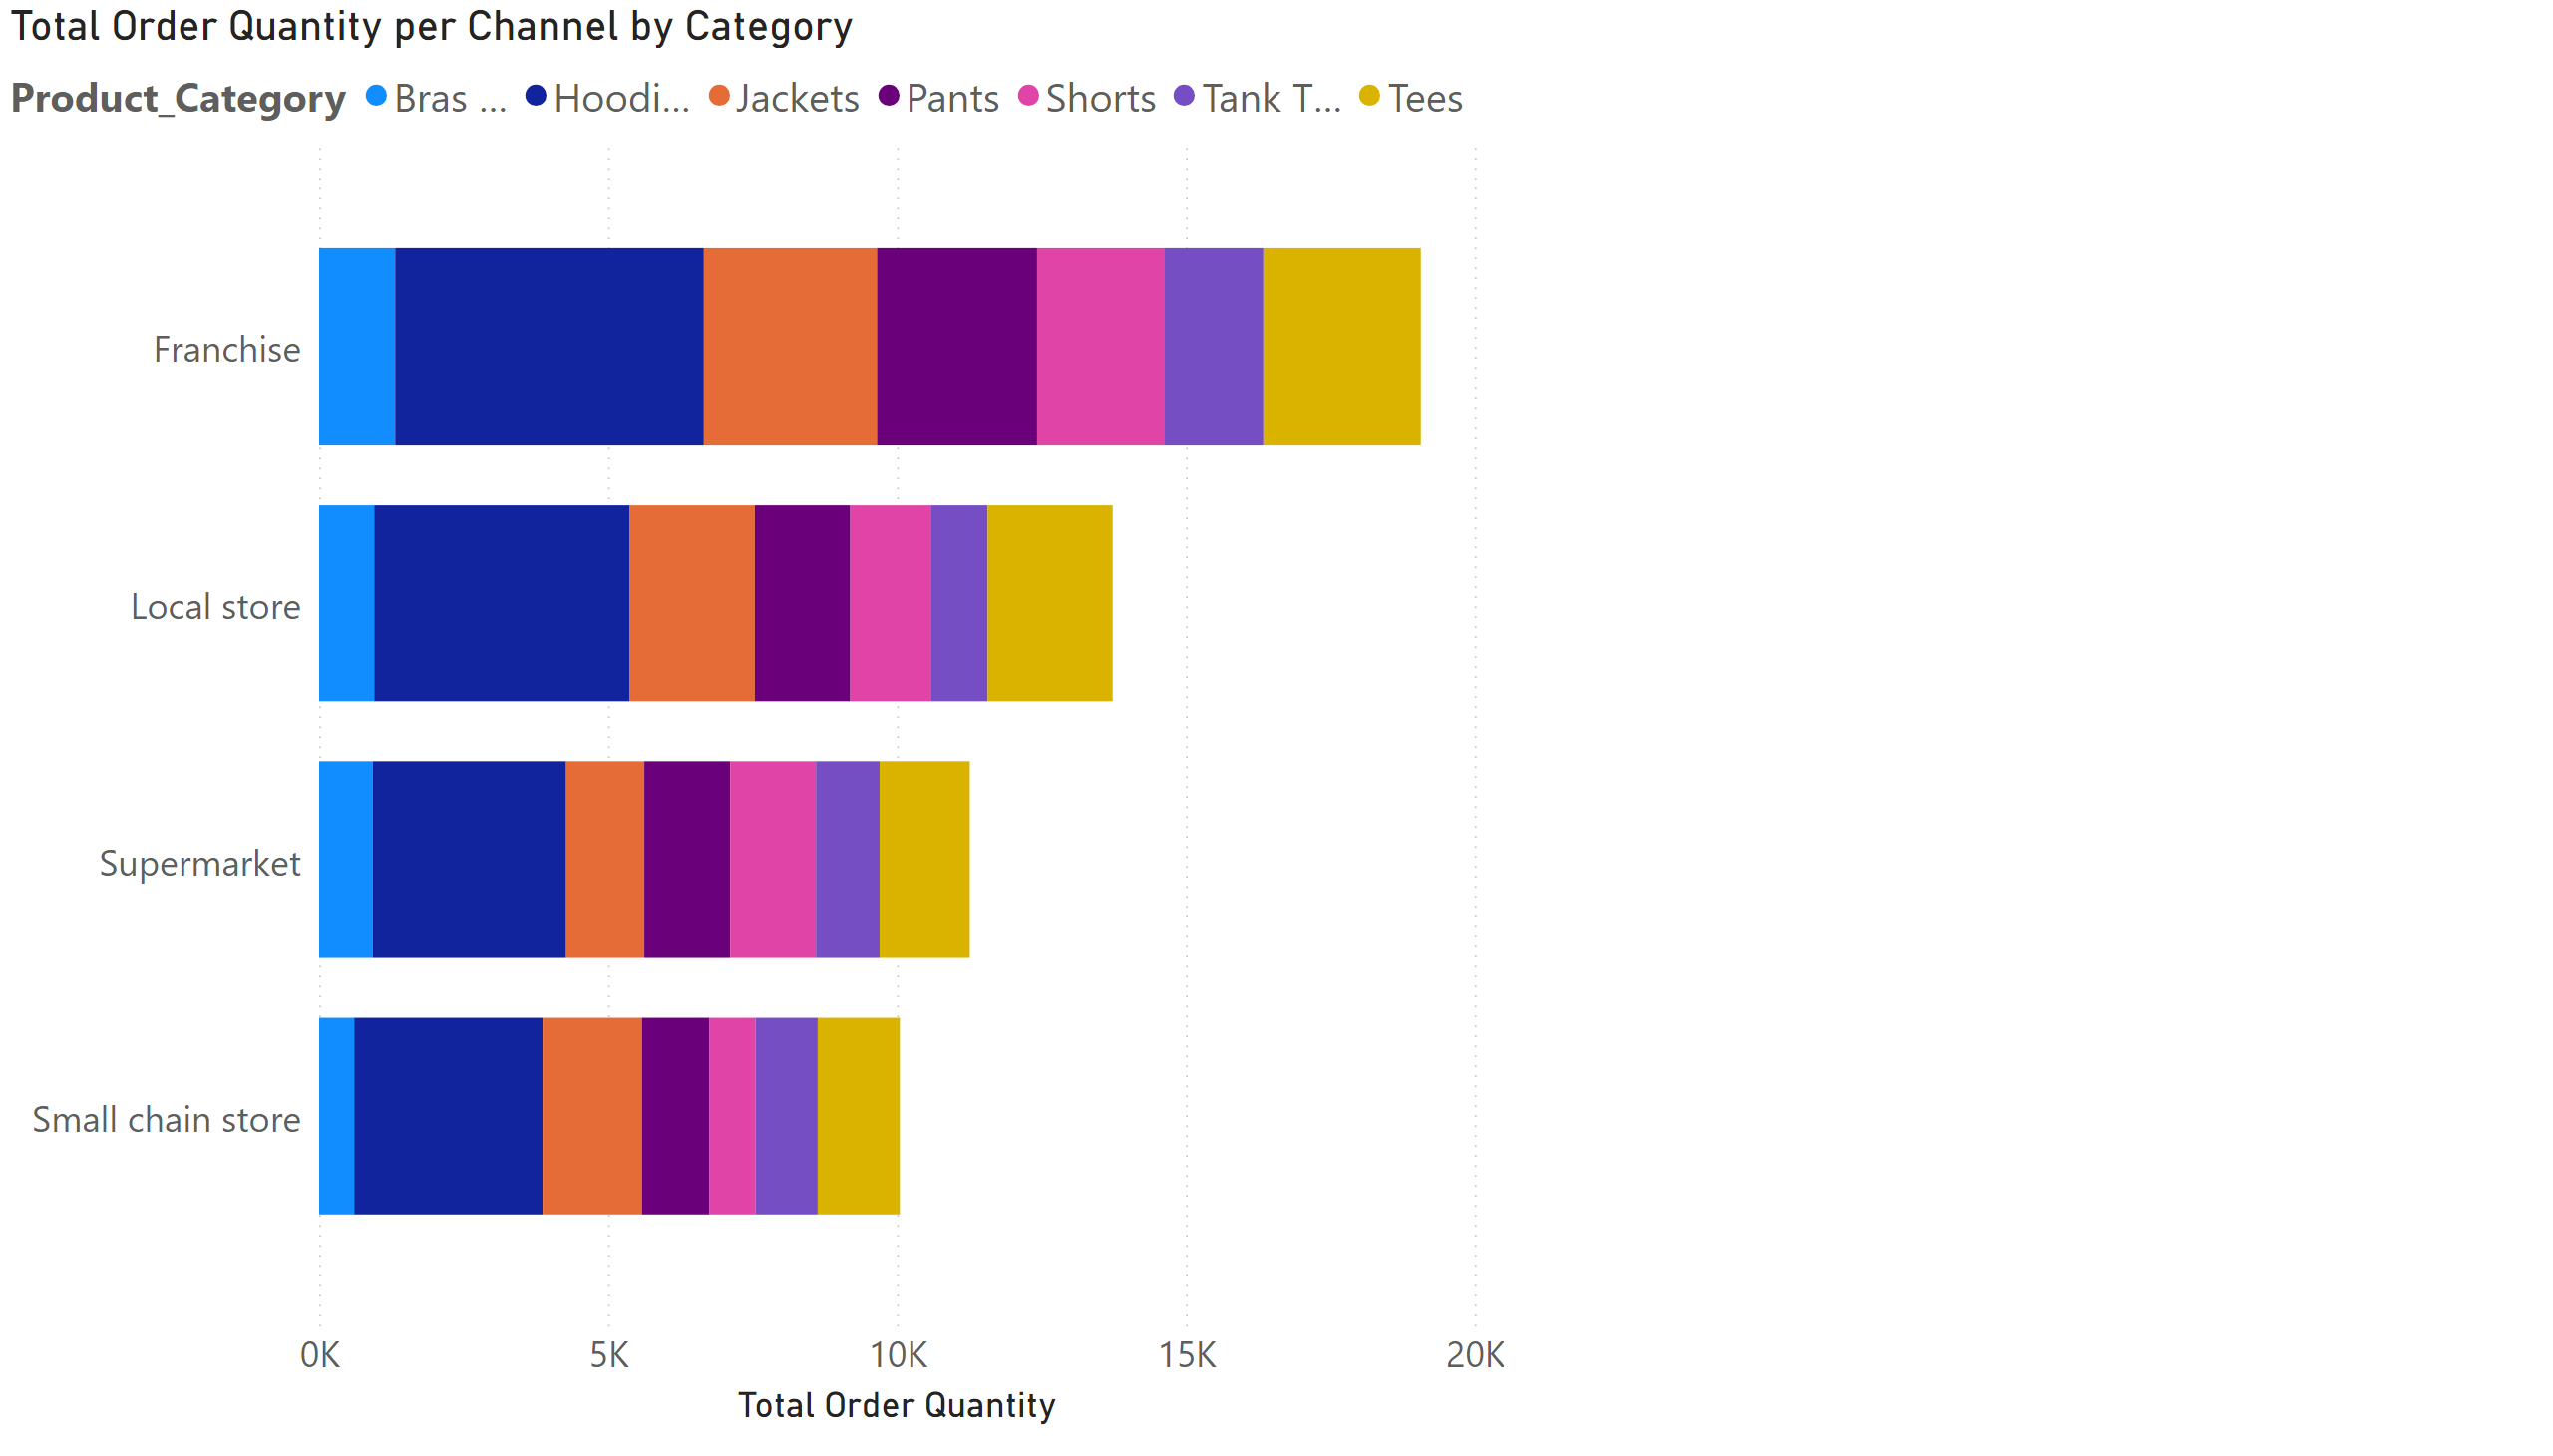 Total Order Quantity per Channel by Category
Product_Category Bras ... Hoodi... Jackets Pants Shorts Tank T... Tees
Franchise
Local store
Supermarket
Small chain store
0K 5K 10K 15K 20K
Total Order Quantity